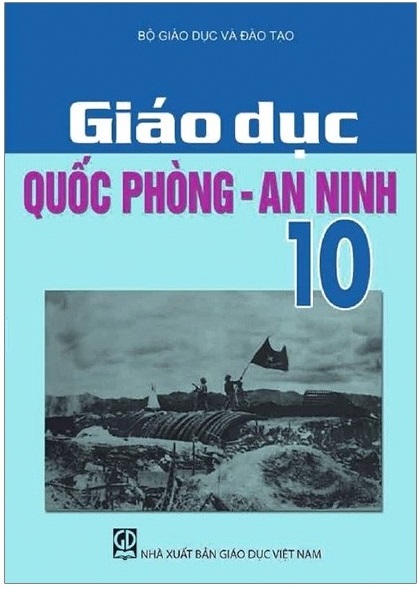 BỘ GIÁO DỤC VÀ ĐÀO TẠO
Giáo dục
QUỐC PHÒNG - AN NINH
10
GD
NHÀ XUẤT BẢN GIÁO DỤC VIỆT NAM